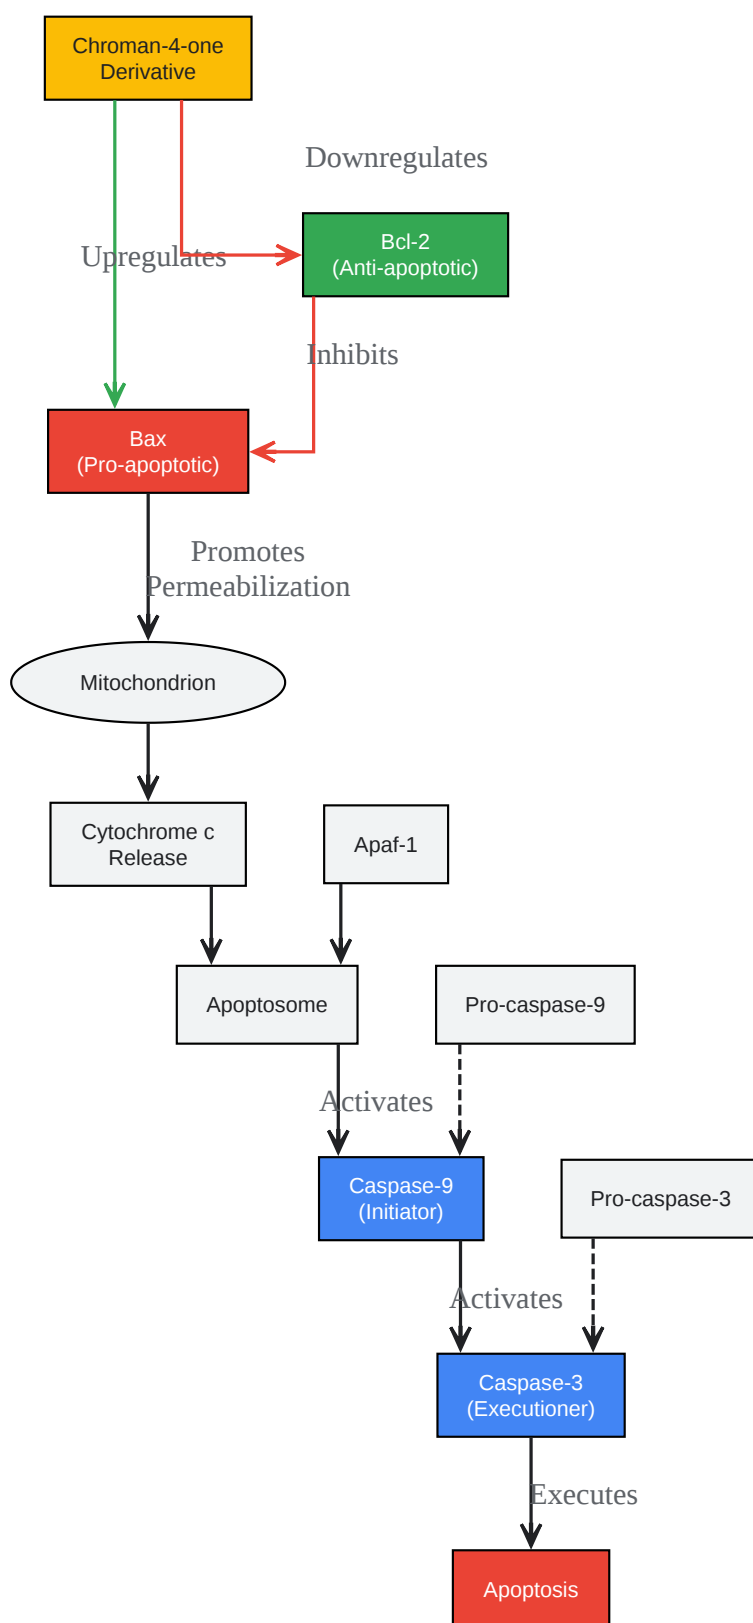 Chroman-4-one
Derivative
Downregulates
Upregulates
Bcl-2
(Anti-apoptotic)
Inhibits
Bax
(Pro-apoptotic)
Promotes
Permeabilization
Mitochondrion
Cytochrome c
Release
Apaf-1
Apoptosome
Pro-caspase-9
Activates
Caspase-9
(Initiator)
Pro-caspase-3
Activates
Caspase-3
(Executioner)
Executes
Apoptosis